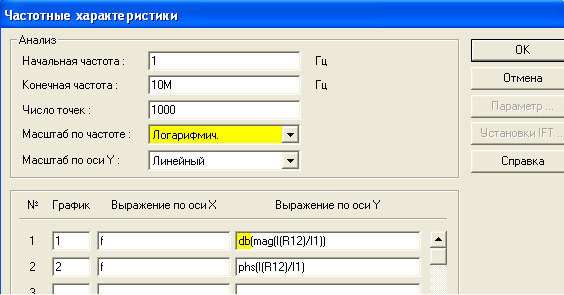 Частотные характеристики
Анализ
Начальная частота : 1 Гц
Конечная частота : 10M Гц
Число точек : 1000
Масштаб по частоте : Логарифмич.
Масштаб по оси Y : Линейный
OK
Отмена
Параметр ...
Установки IFT ...
Справка
№ График Выражение по оси X Выражение по оси Y
1 1 f db(mag(I(R12)/I1))
2 2 f phs(I(R12)/I1)
3